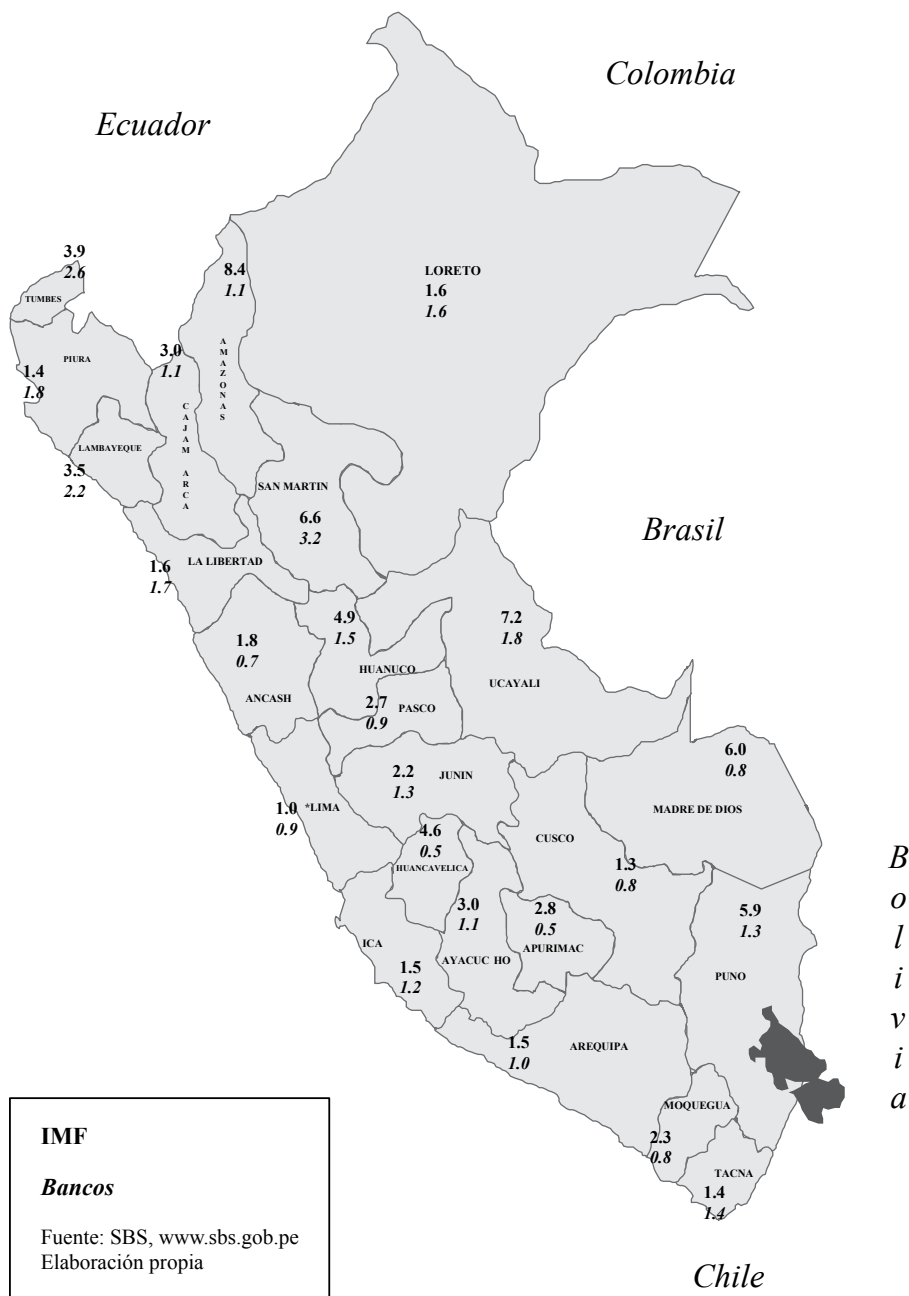 Colombia
Ecuador
3.9
2.6
TUMBES
8.4
1.1
AMAZONAS
LORETO
1.6
1.6
PIURA
1.4
1.8
3.0
1.1
CAJAM ARCA
LAMBAYEQUE
3.5
2.2
SAN MARTIN
6.6
3.2
Brasil
LA LIBERTAD
1.6
1.7
4.9
1.5
HUANUCO
7.2
1.8
UCAYALI
1.8
0.7
ANCASH
2.7
0.9
PASCO
6.0
0.8
MADRE DE DIOS
2.2
1.3
JUNIN
1.0
0.9
*LIMA
4.6
0.5
HUANCAVELICA
CUSCO
1.3
0.8
Bolivia
3.0
1.1
AYACUC HO
2.8
0.5
APURIMAC
5.9
1.3
PUNO
ICA
1.5
1.2
1.5
1.0
AREQUIPA
MOQUEGUA
2.3
0.8
TACNA
1.4
1.4
IMF
Bancos
Fuente: SBS, www.sbs.gob.pe
Elaboración propia
Chile